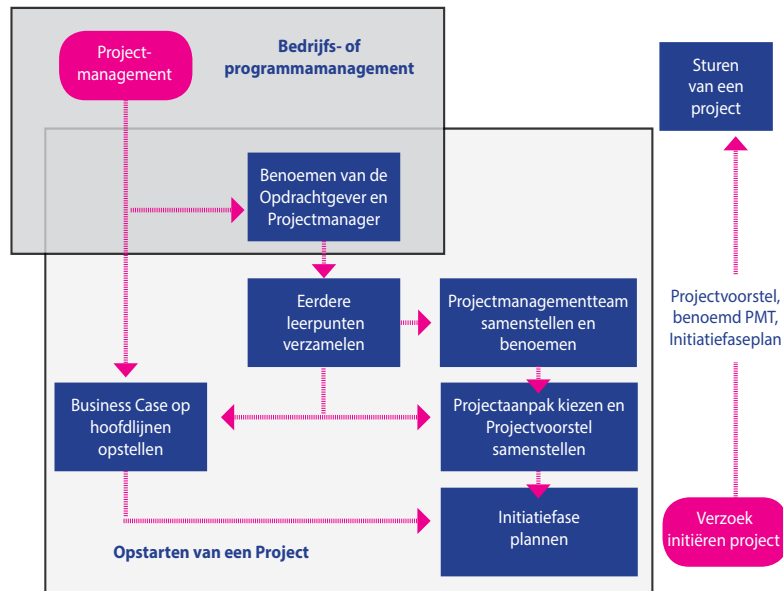 Project-
management
Bedrijfs- of
programmamanagement
Sturen
van een
project
Benoemen van de
Opdrachtgever en
Projectmanager
Eerdere
leerpunten
verzamelen
Projectmanagementteam
samenstellen en
benoemen
Projectvoorstel,
benoemd PMT,
Initiatiefaseplan
Business Case op
hoofdlijnen
opstellen
Projectaanpak kiezen en
Projectvoorstel
samenstellen
Initiatiefase
plannen
Verzoek
initiëren project
Opstarten van een Project